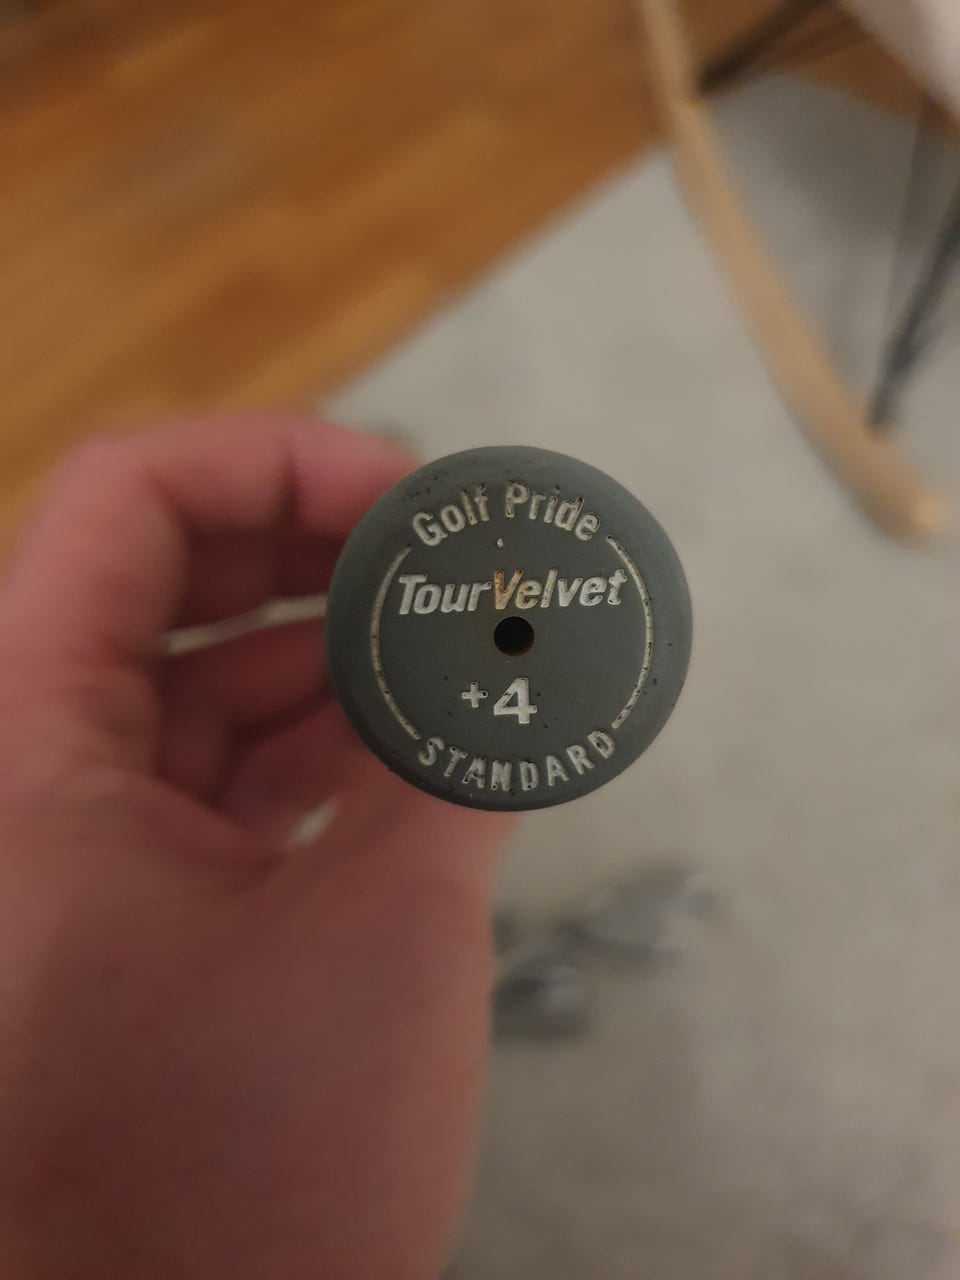 Golf Pride
TourVelvet
+4
STANDARD